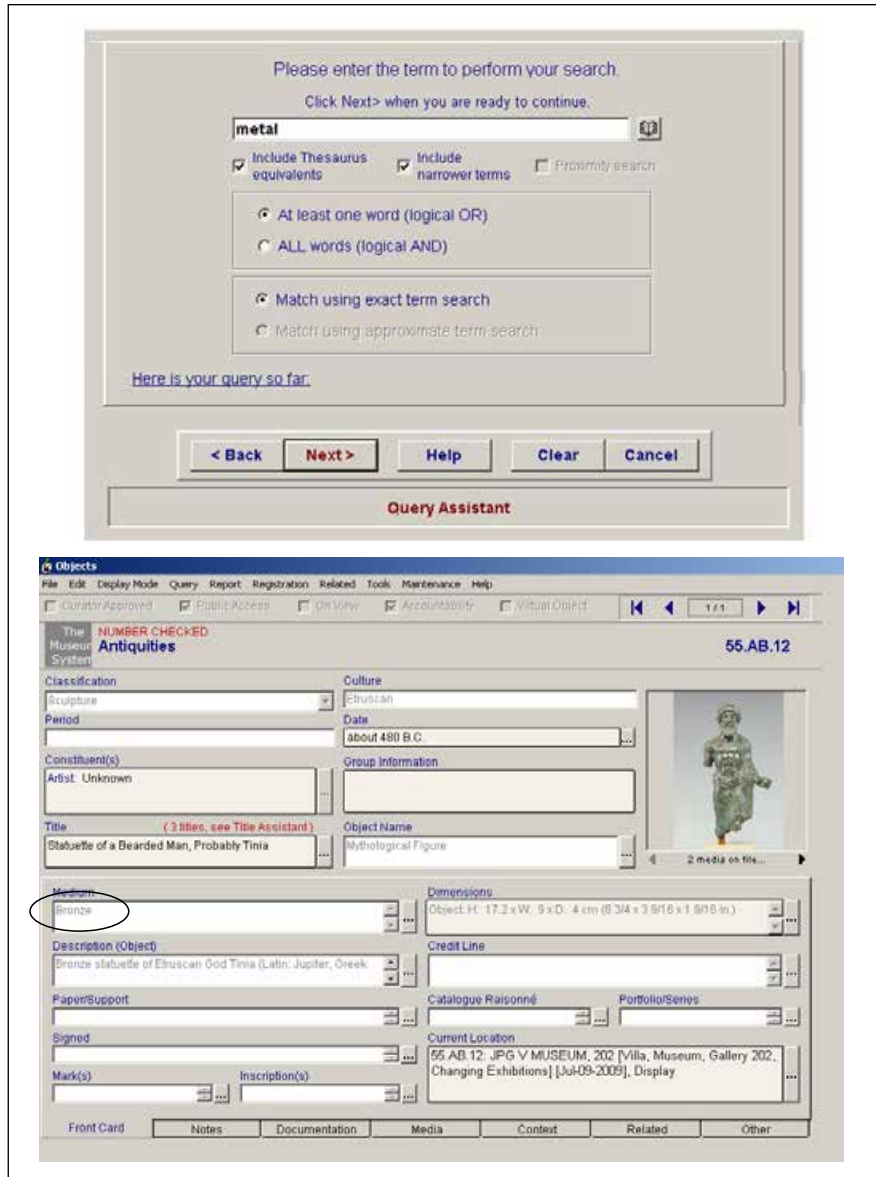 Please enter the term to perform your search.
Click Next> when you are ready to continue.
metal
Include Thesaurus equivalents
Include narrower terms
Proximity search
At least one word (logical OR)
ALL words (logical AND)
Match using exact term search
Match using approximate term search
Here is your query so far:
< Back Next > Help Clear Cancel
Query Assistant
Objects
File Edit Display Mode Query Report Registration Related Tools Maintenance Help
Curator Approved Public Access On View Accountability Virtual Object 1/1
The Museum System
NUMBER CHECKED
Antiquities 55.AB.12
Classification Culture
Sculpture Etruscan
Period Date
about 480 B.C.
Constituent(s) Group Information
Artist: Unknown
Title (3 titles, see Title Assistant) Object Name
Statuette of a Bearded Man, Probably Tinia Mythological Figure
2 media on file...
Medium Dimensions
Bronze Object: H: 17.2 x W: 9 x D: 4 cm (6 3/4 x 3 9/16 x 1 9/16 in.)
Description (Object) Credit Line
Bronze statuette of Etruscan God Tinia (Latin: Jupiter, Greek:
Paper/Support Catalogue Raisonné Portfolio/Series
Signed Current Location
55.AB.12: JPG V MUSEUM, 202 [Villa, Museum, Gallery 202,
Changing Exhibitions] [Jul-09-2009], Display
Mark(s) Inscription(s)
Front Card Notes Documentation Media Context Related Other